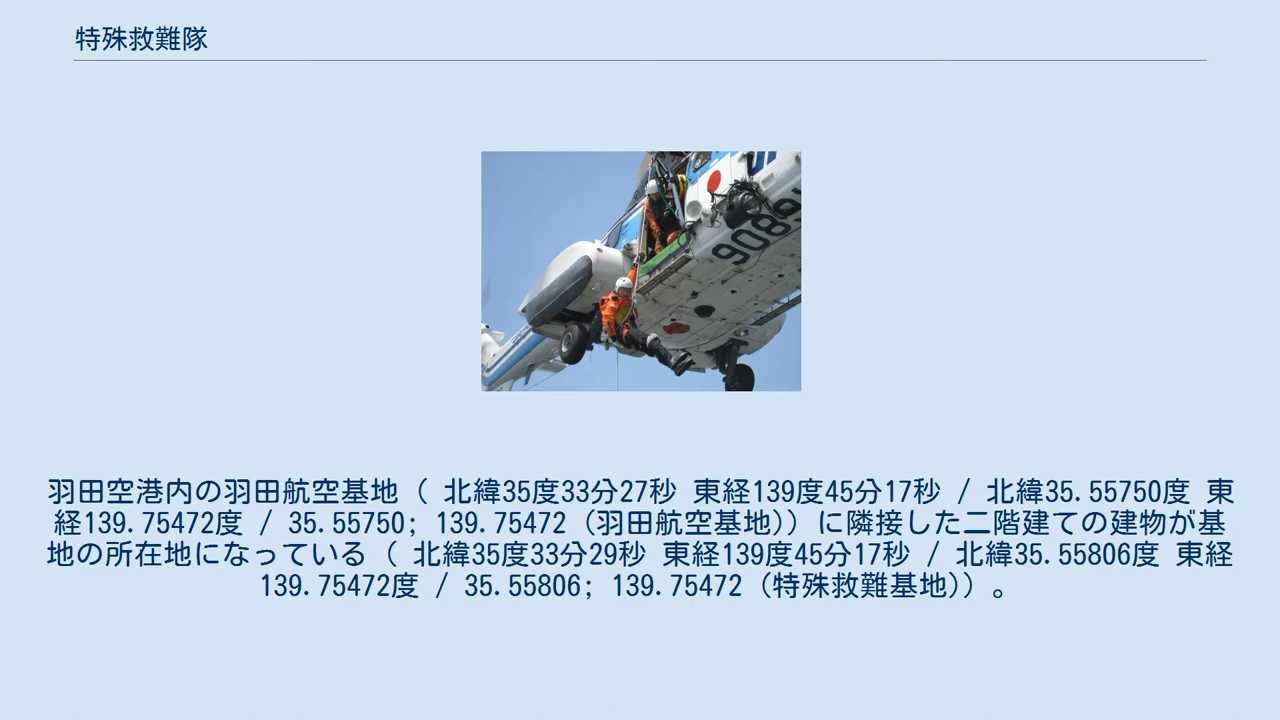 特殊救難隊
9089
羽田空港内の羽田航空基地（ 北緯35度33分27秒 東経139度45分17秒 / 北緯35.55750度 東
経139.75472度 / 35.55750; 139.75472（羽田航空基地））に隣接した二階建ての建物が基
地の所在地になっている（ 北緯35度33分29秒 東経139度45分17秒 / 北緯35.55806度 東経
139.75472度 / 35.55806; 139.75472（特殊救難基地））。